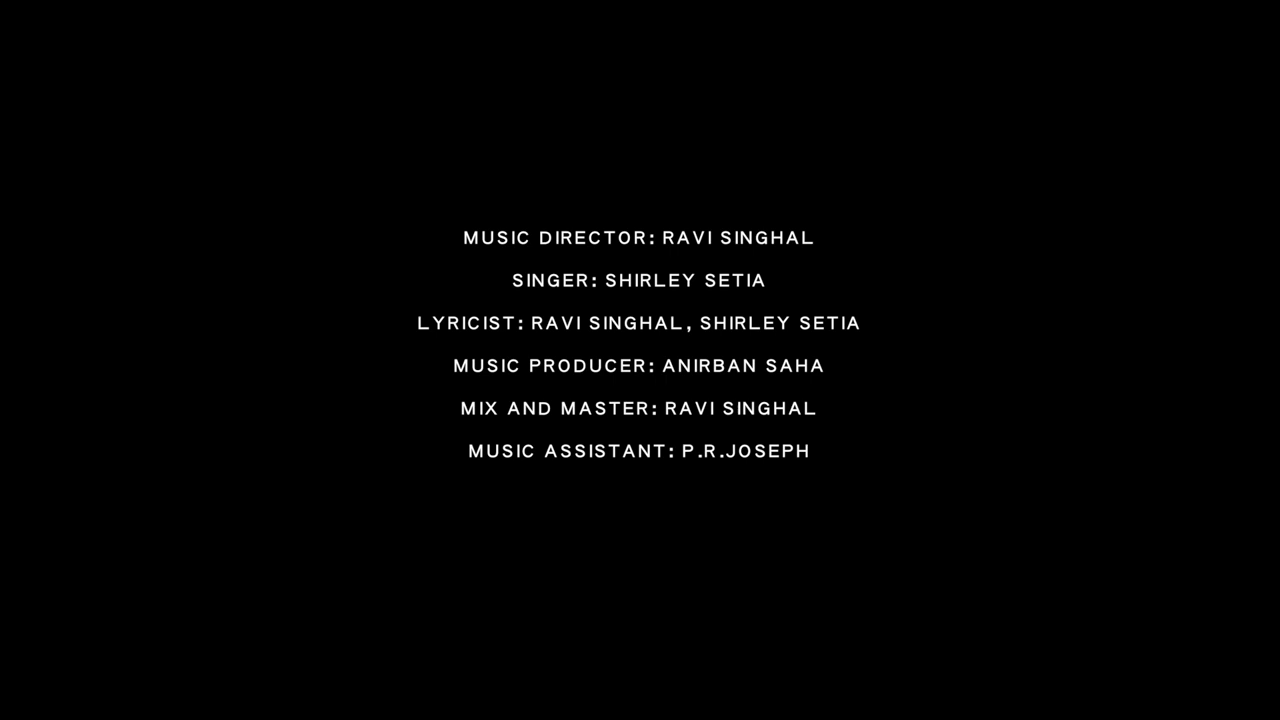 MUSIC DIRECTOR: RAVI SINGHAL
SINGER: SHIRLEY SETIA
LYRICIST: RAVI SINGHAL, SHIRLEY SETIA
MUSIC PRODUCER: ANIRBAN SAHA
MIX AND MASTER: RAVI SINGHAL
MUSIC ASSISTANT: P.R.JOSEPH